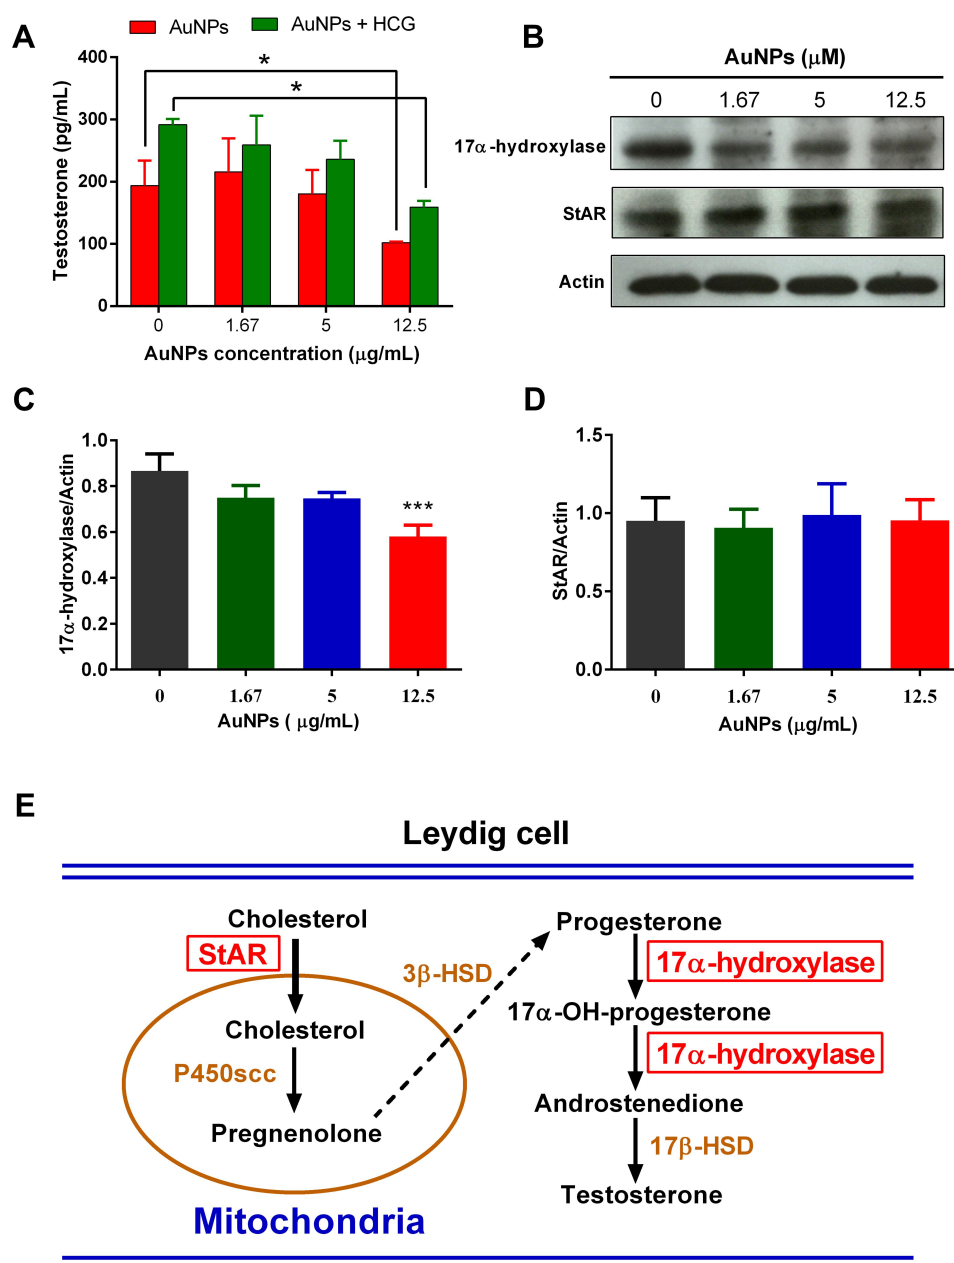 A
AuNPs
AuNPs + HCG
Testosterone (pg/mL)
400
300
200
100
0
*
*
0 1.67 5 12.5
AuNPs concentration (μg/mL)
B
AuNPs (μM)
0 1.67 5 12.5
17α-hydroxylase
StAR
Actin
C
17α-hydroxylase/Actin
1.0
0.8
0.6
0.4
0.2
0.0
***
0 1.67 5 12.5
AuNPs ( μg/mL)
D
StAR/Actin
1.5
1.0
0.5
0.0
0 1.67 5 12.5
AuNPs (μg/mL)
E
Leydig cell
Cholesterol
StAR
Cholesterol
P450scc
Pregnenolone
Mitochondria
3β-HSD
Progesterone
17α-hydroxylase
17α-OH-progesterone
17α-hydroxylase
Androstenedione
17β-HSD
Testosterone